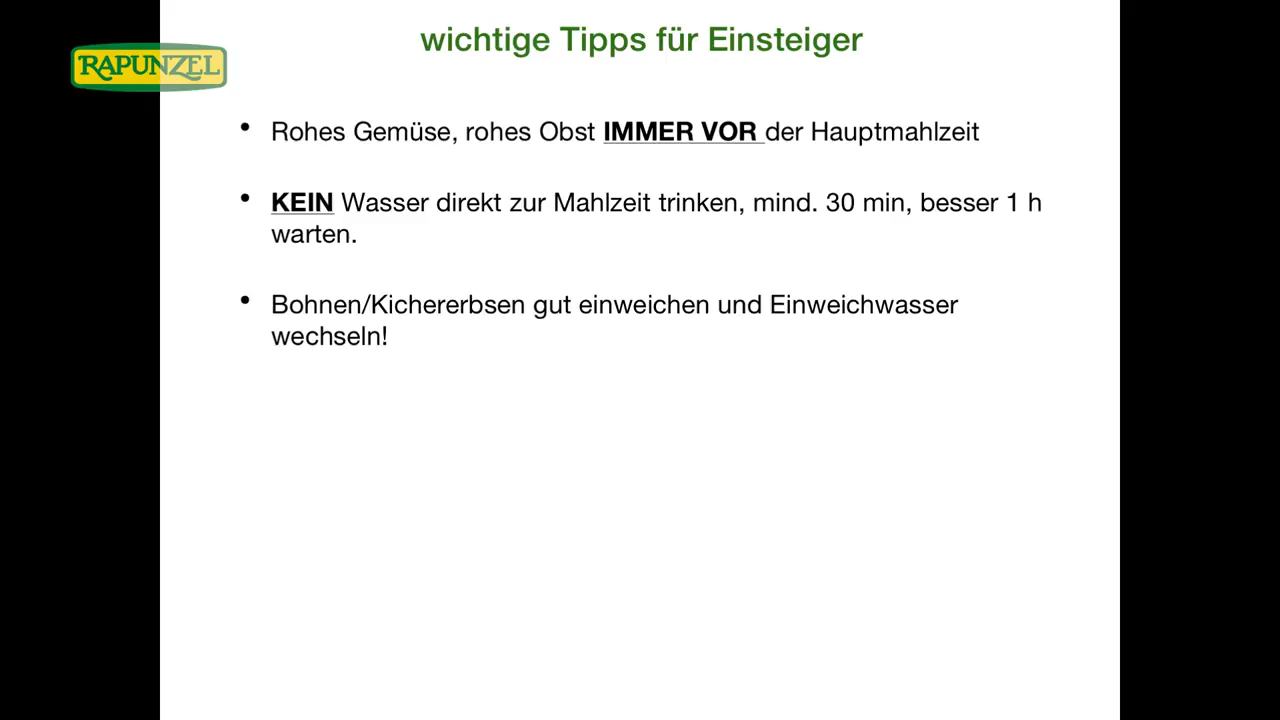 wichtige Tipps für Einsteiger
RAPUNZEL
• Rohes Gemüse, rohes Obst IMMER VOR der Hauptmahlzeit
• KEIN Wasser direkt zur Mahlzeit trinken, mind. 30 min, besser 1 h
warten.
• Bohnen/Kichererbsen gut einweichen und Einweichwasser
wechseln!